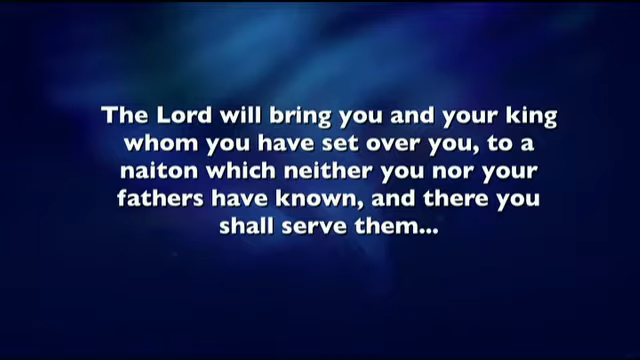 The Lord will bring you and your king
whom you have set over you, to a
naiton which neither you nor your
fathers have known, and there you
shall serve them...